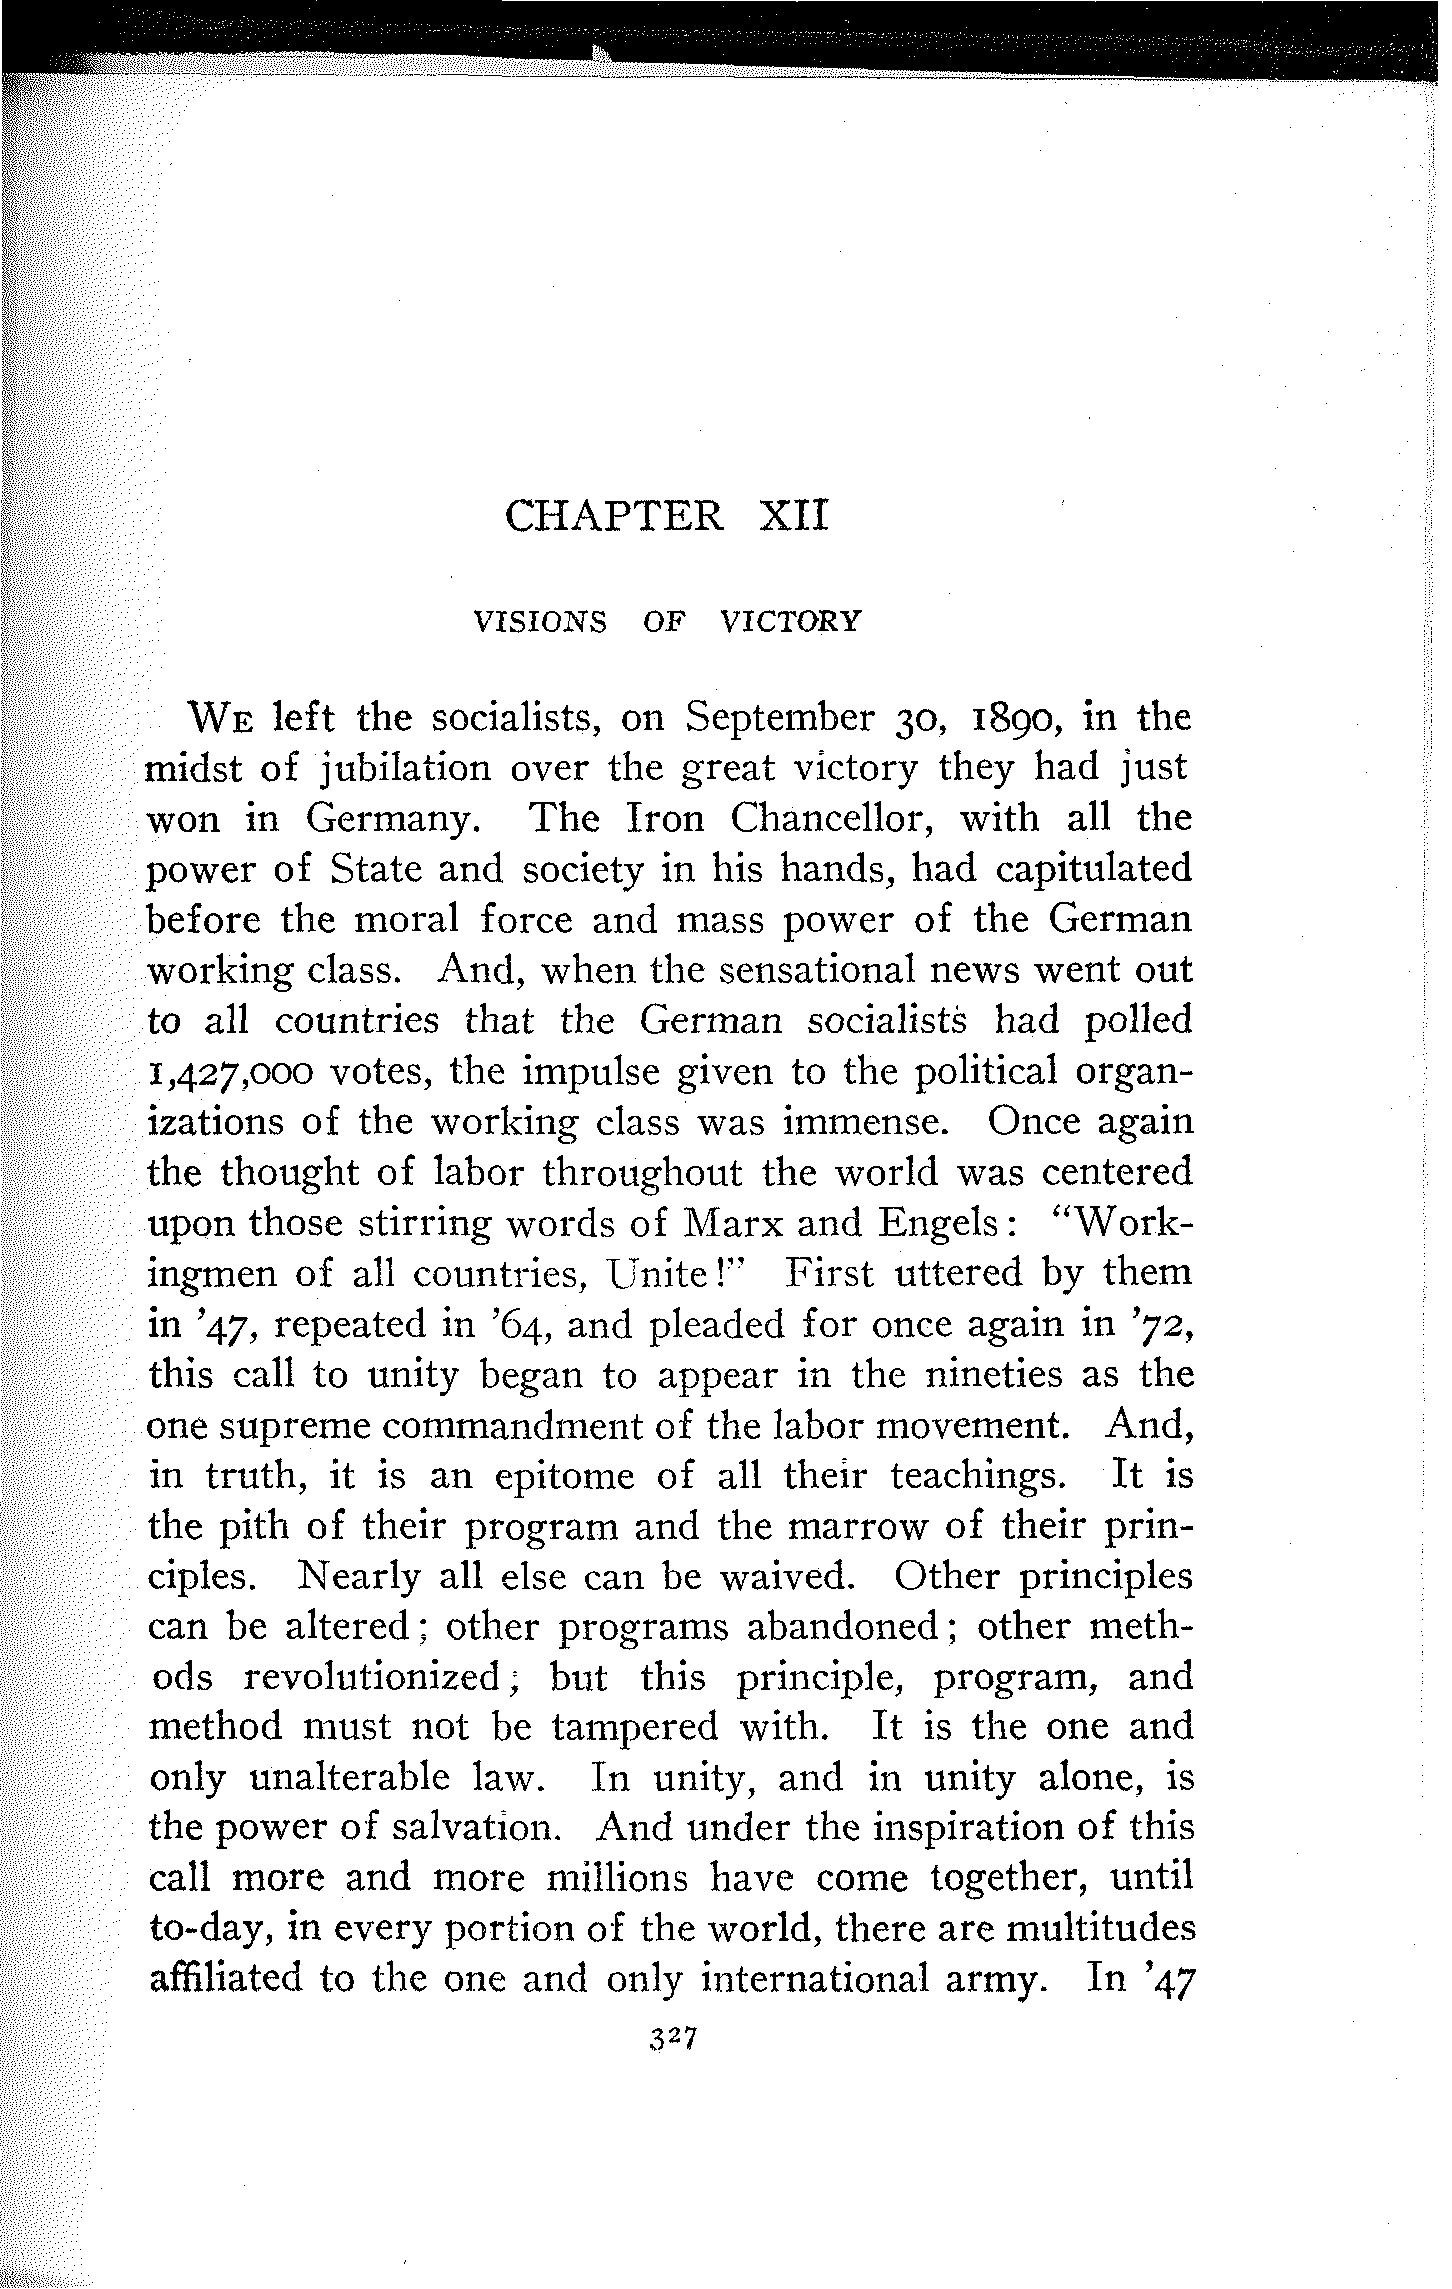 CHAPTER XII
VISIONS OF VICTORY
WE left the socialists, on September 30, 1890, in the
midst of jubilation over the great victory they had just
won in Germany. The Iron Chancellor, with all the
power of State and society in his hands, had capitulated
before the moral force and mass power of the German
working class. And, when the sensational news went out
to all countries that the German socialists had polled
1,427,000 votes, the impulse given to the political organ-
izations of the working class was immense. Once again
the thought of labor throughout the world was centered
upon those stirring words of Marx and Engels: "Work-
ingmen of all countries, Unite!" First uttered by them
in '47, repeated in '64, and pleaded for once again in '72,
this call to unity began to appear in the nineties as the
one supreme commandment of the labor movement. And,
in truth, it is an epitome of all their teachings. It is
the pith of their program and the marrow of their prin-
ciples. Nearly all else can be waived. Other principles
can be altered; other programs abandoned; other meth-
ods revolutionized; but this principle, program, and
method must not be tampered with. It is the one and
only unalterable law. In unity, and in unity alone, is
the power of salvation. And under the inspiration of this
call more and more millions have come together, until
to-day, in every portion of the world, there are multitudes
affiliated to the one and only international army. In '47
327